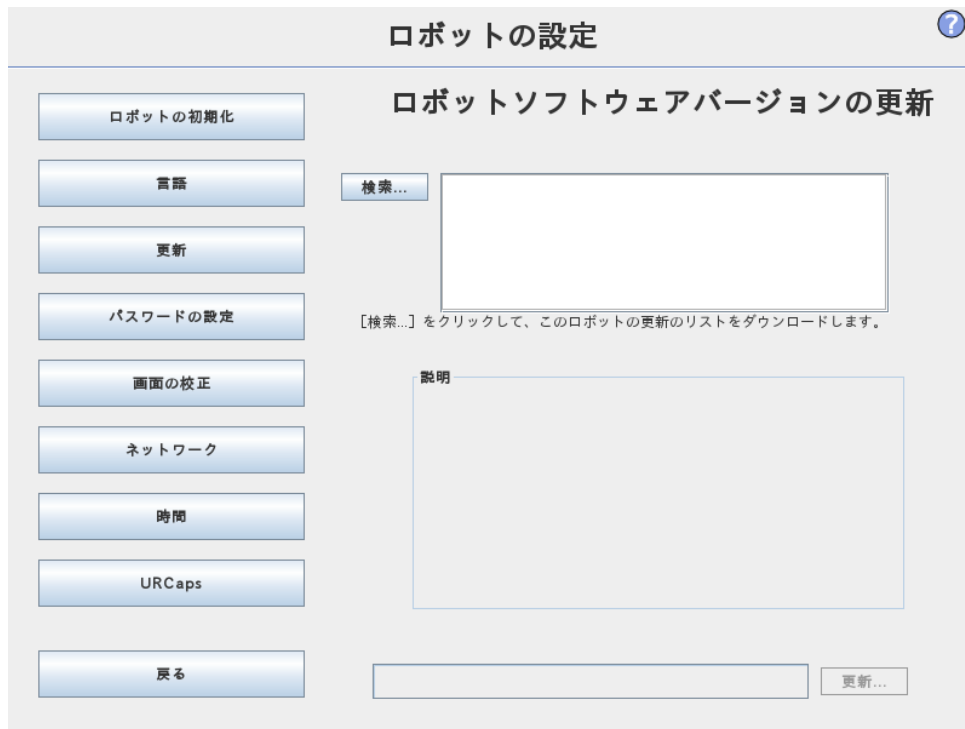 ロボットの設定
?
ロボットの初期化
言語
更新
パスワードの設定
画面の校正
ネットワーク
時間
URCaps
戻る
ロボットソフトウェアバージョンの更新
検索...
[検索...] をクリックして、このロボットの更新のリストをダウンロードします。
説明
更新...